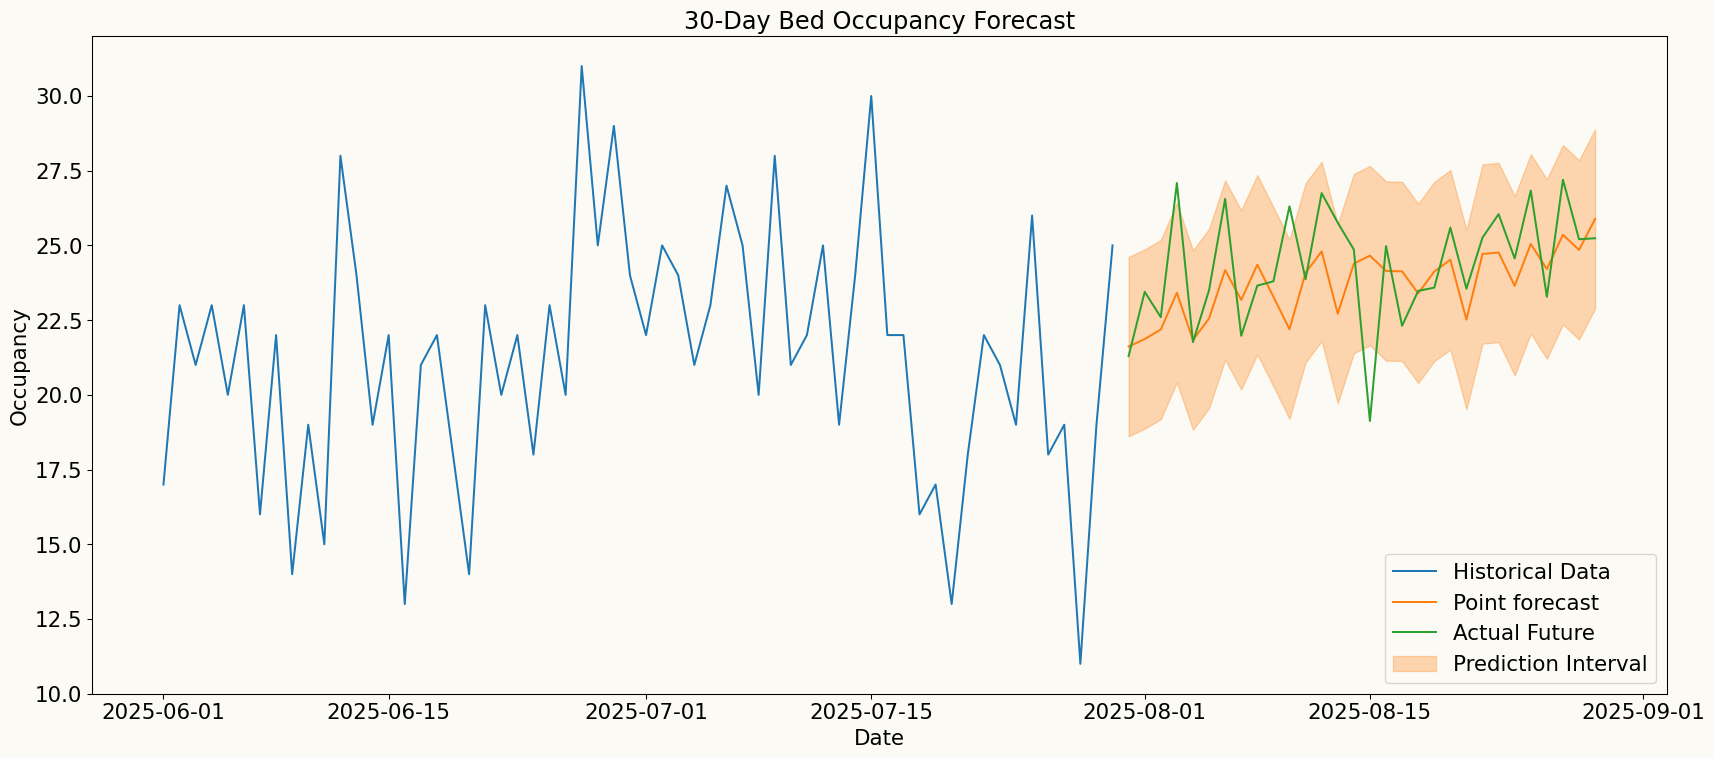 30-Day Bed Occupancy Forecast
Occupancy
30.0
27.5
25.0
22.5
20.0
17.5
15.0
12.5
10.0
Historical Data
Point forecast
Actual Future
Prediction Interval
2025-06-01 2025-06-15 2025-07-01 2025-07-15 2025-08-01 2025-08-15 2025-09-01
Date